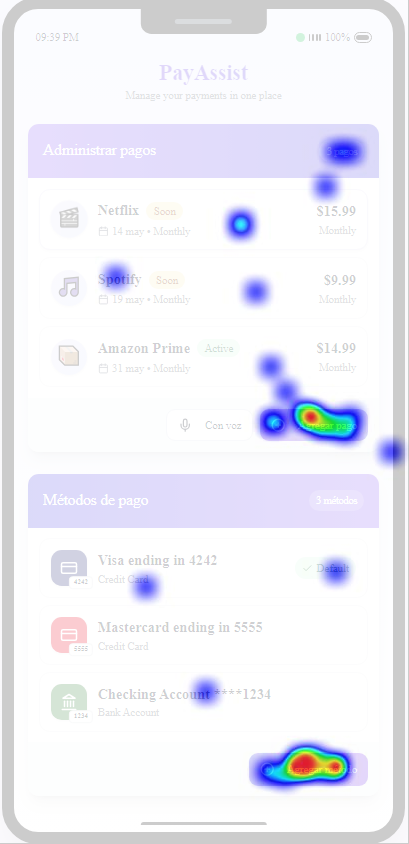 09:39 PM
100%
PayAssist
Manage your payments in one place
Administrar pagos
Netflix Soon $15.99
14 may • Monthly Monthly
Spotify Soon $9.99
19 may • Monthly Monthly
Amazon Prime Active $14.99
31 may • Monthly Monthly
Con voz Agregar pago
Métodos de pago 3 métodos
Visa ending in 4242 Default
4242 Credit Card
Mastercard ending in 5555
5555 Credit Card
Checking Account ****1234
1234 Bank Account
Agregar método